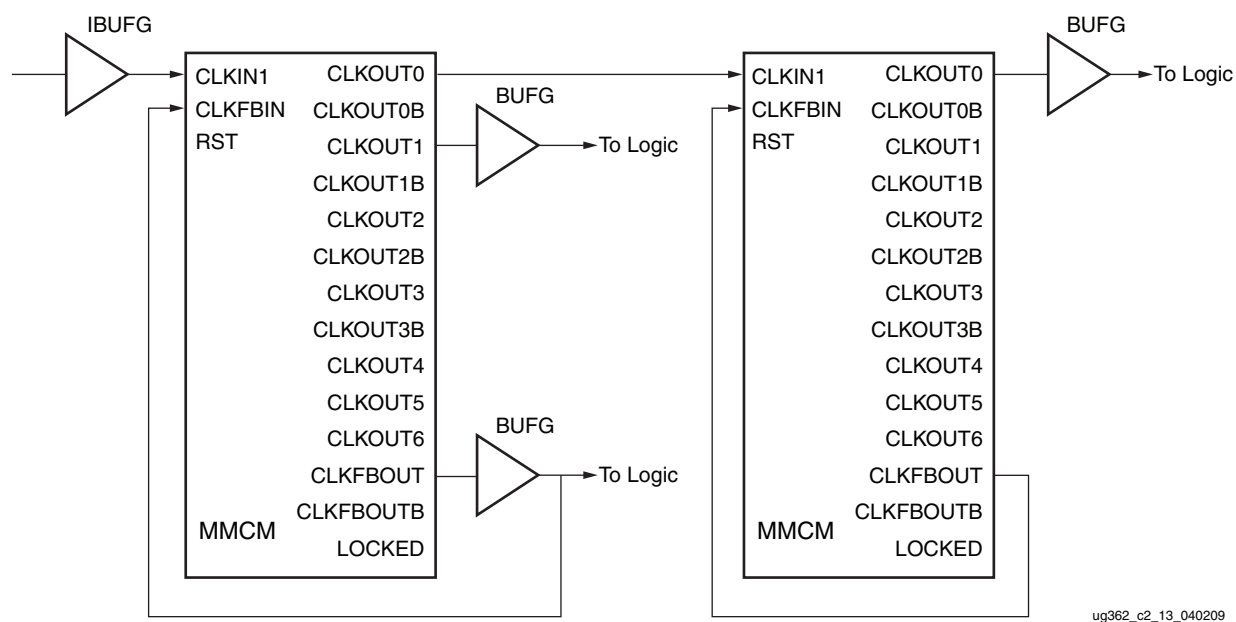 IBUFG
CLKIN1
CLKFBIN
RST
CLKOUT0
CLKOUT0B
CLKOUT1
CLKOUT1B
CLKOUT2
CLKOUT2B
CLKOUT3
CLKOUT3B
CLKOUT4
CLKOUT5
CLKOUT6
CLKFBOUT
CLKFBOUTB
LOCKED
MMCM
BUFG
To Logic
BUFG
To Logic
CLKIN1
CLKFBIN
RST
CLKOUT0
CLKOUT0B
CLKOUT1
CLKOUT1B
CLKOUT2
CLKOUT2B
CLKOUT3
CLKOUT3B
CLKOUT4
CLKOUT5
CLKOUT6
CLKFBOUT
CLKFBOUTB
LOCKED
MMCM
BUFG
To Logic
ug362_c2_13_040209